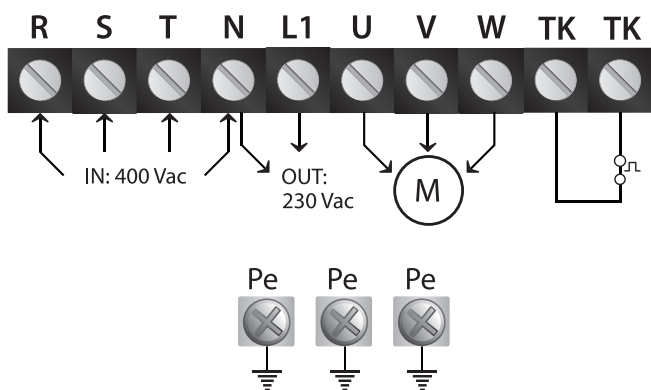 R S T N L1 U V W TK TK
IN: 400 Vac
OUT:
230 Vac
M
Pe Pe Pe